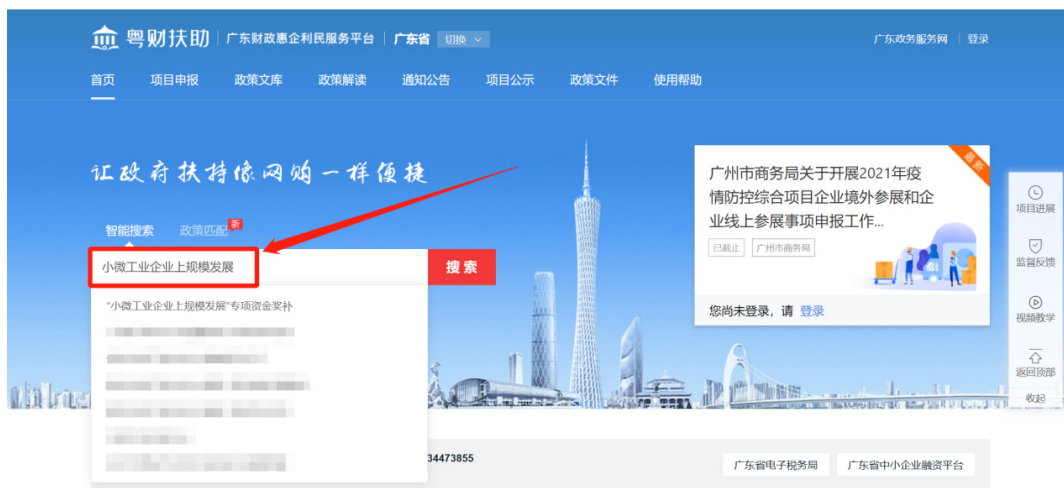 粤财扶助 广东财政惠企利民服务平台 广东省 切换 广东政务服务网 登录
首页 项目申报 政策文库 政策解读 通知公告 项目公示 政策文件 使用帮助
让政府扶持像网购一样便捷
智能搜索 政策匹配 新
小微工业企业上规模发展 搜索
"小微工业企业上规模发展"专项资金奖补
最新
广州市商务局关于开展2021年疫
情防控综合项目企业境外参展和企
业线上参展事项申报工作...
已截止 广州市商务局
您尚未登录，请 登录
项目进展
监督反馈
视频教学
返回顶部
收起
34473855
广东省电子税务局 广东省中小企业融资平台